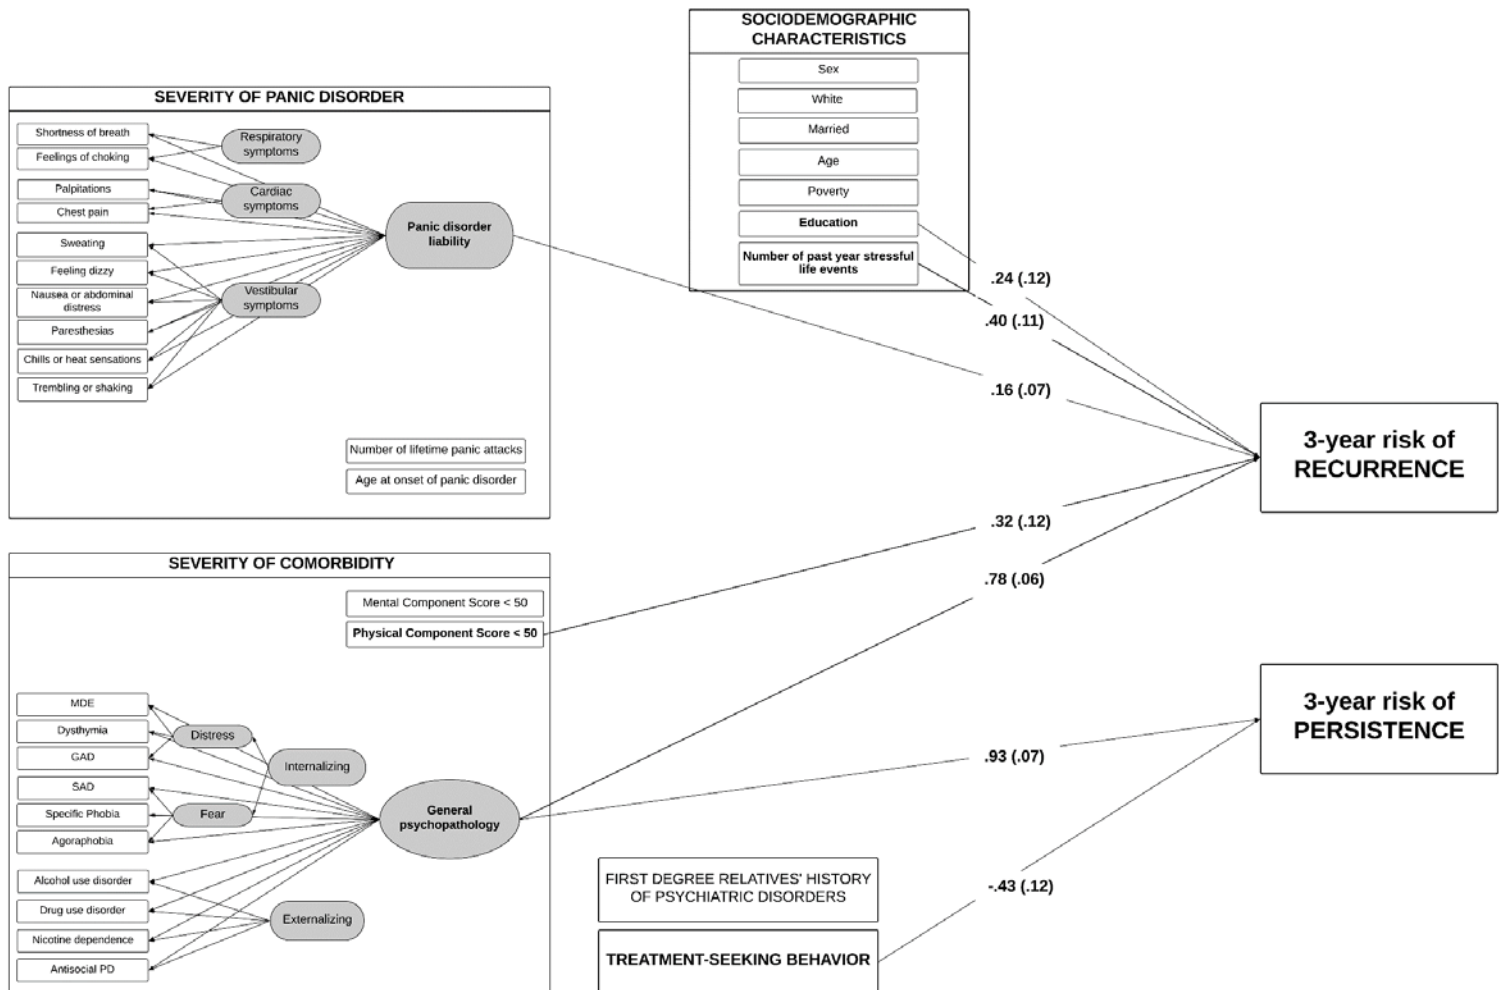 SOCIODEMOGRAPHIC
CHARACTERISTICS
Sex
White
Married
Age
Poverty
Education
Number of past year stressful
life events
SEVERITY OF PANIC DISORDER
Shortness of breath
Feelings of choking
Palpitations
Chest pain
Sweating
Feeling dizzy
Nausea or abdominal
distress
Paresthesias
Chills or heat sensations
Trembling or shaking
Respiratory
symptoms
Cardiac
symptoms
Vestibular
symptoms
Panic disorder
liability
Number of lifetime panic attacks
Age at onset of panic disorder
.24 (.12)
.40 (.11)
.16 (.07)
.32 (.12)
.78 (.06)
3-year risk of
RECURRENCE
SEVERITY OF COMORBIDITY
Mental Component Score < 50
Physical Component Score < 50
MDE
Dysthymia
GAD
SAD
Specific Phobia
Agoraphobia
Alcohol use disorder
Drug use disorder
Nicotine dependence
Antisocial PD
Distress
Fear
Internalizing
Externalizing
General
psychopathology
.93 (.07)
-.43 (.12)
3-year risk of
PERSISTENCE
FIRST DEGREE RELATIVES' HISTORY
OF PSYCHIATRIC DISORDERS
TREATMENT-SEEKING BEHAVIOR